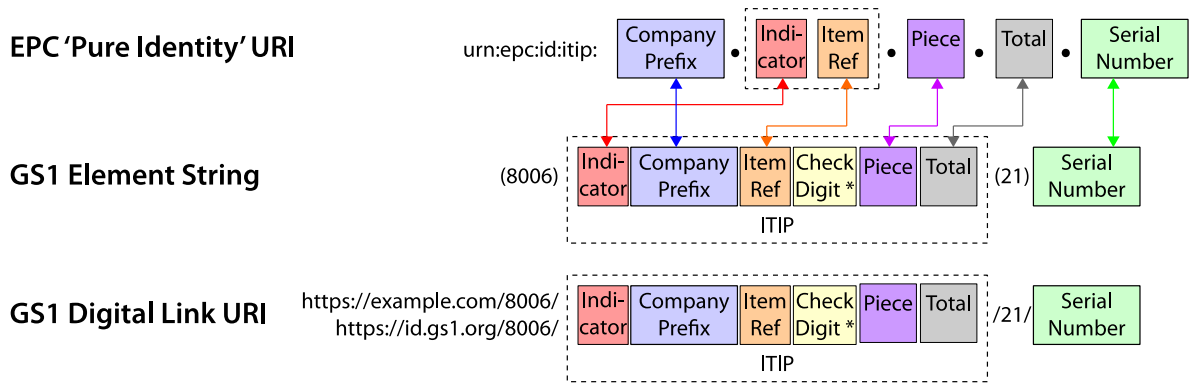 EPC ‘Pure Identity’ URI
urn:epc:id:itip:
Company
Prefix
•
Indi-
cator
Item
Ref
•
Piece
•
Total
•
Serial
Number
GS1 Element String
(8006)
Indi-
cator
Company
Prefix
Item
Ref
Check
Digit *
Piece
Total
(21)
Serial
Number
ITIP
GS1 Digital Link URI
https://example.com/8006/
https://id.gs1.org/8006/
Indi-
cator
Company
Prefix
Item
Ref
Check
Digit *
Piece
Total
/21/
Serial
Number
ITIP